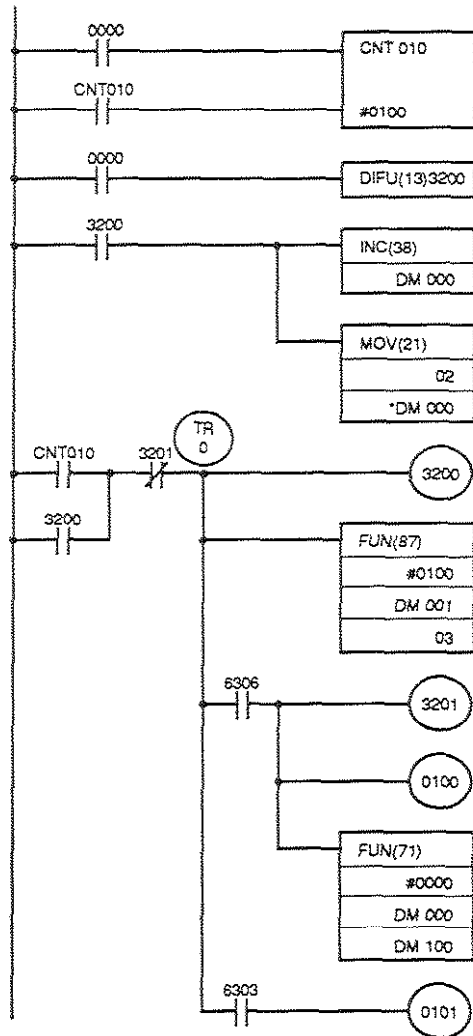 0000
CNT 010
CNT010
#0100
0000
DIFU(13)3200
3200
INC(38)
DM 000
MOV(21)
02
*DM 000
TR
0
CNT010
3201
3200
3200
FUN(87)
#0100
DM 001
03
6306
3201
0100
FUN(71)
#0000
DM 000
DM 100
6303
0101